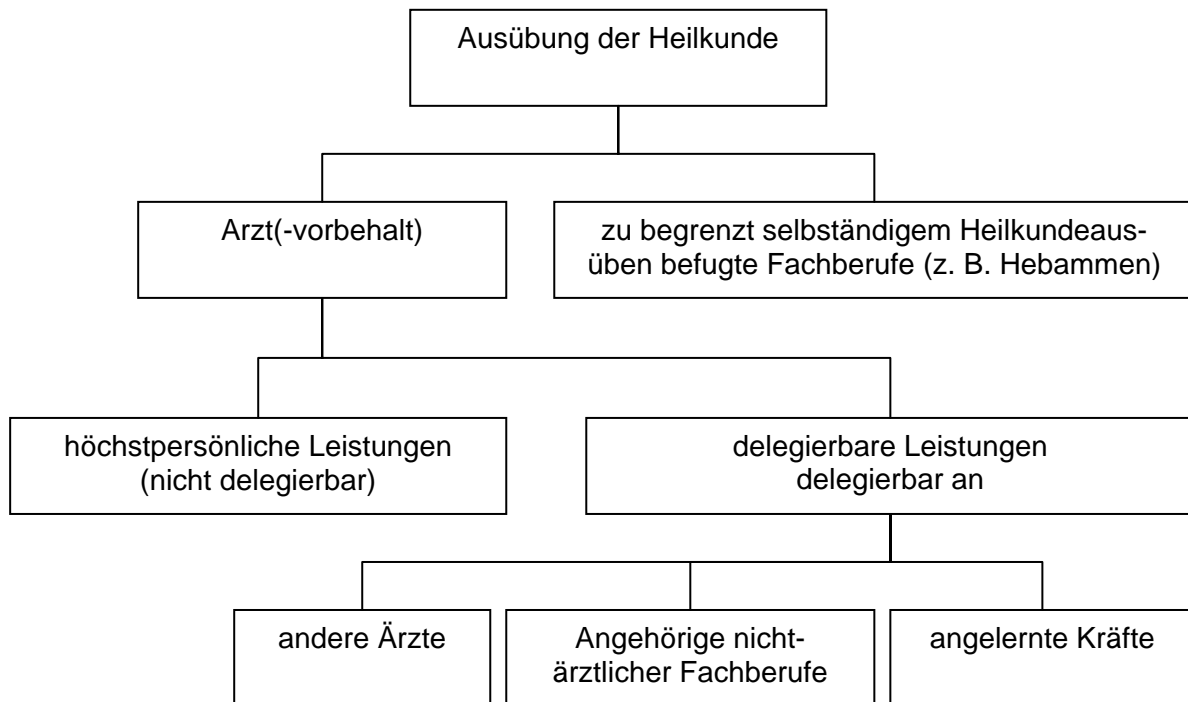 Ausübung der Heilkunde
Arzt(-vorbehalt)
zu begrenzt selbständigem Heilkundeaus-
üben befugte Fachberufe (z. B. Hebammen)
höchstpersönliche Leistungen
(nicht delegierbar)
delegierbare Leistungen
delegierbar an
andere Ärzte
Angehörige nicht-
ärztlicher Fachberufe
angelernte Kräfte